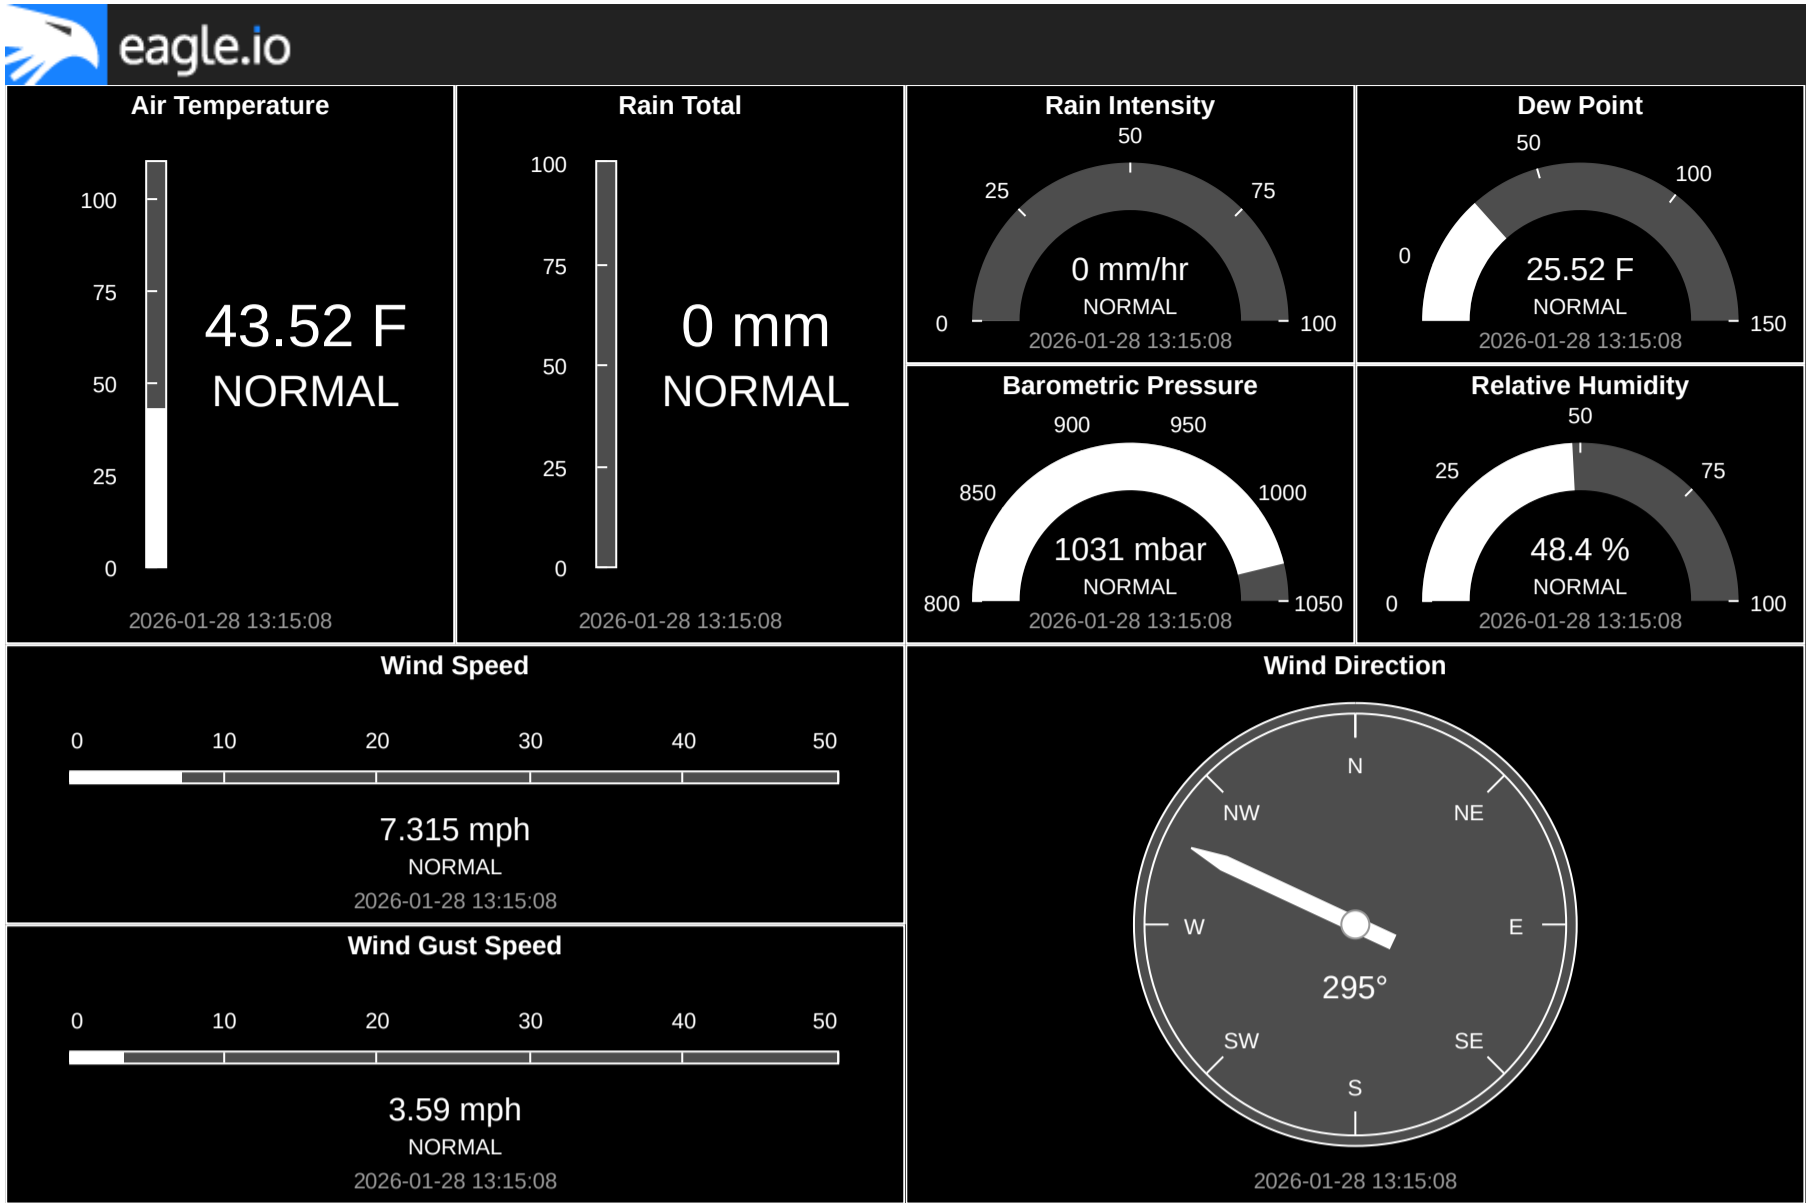 eagle.io
Air Temperature
100
75
50
25
0
43.52 F
NORMAL
2026-01-28 13:15:08
Rain Total
100
75
50
25
0
0 mm
NORMAL
2026-01-28 13:15:08
Rain Intensity
0
25
50
75
100
0 mm/hr
NORMAL
2026-01-28 13:15:08
Dew Point
0
50
100
150
25.52 F
NORMAL
2026-01-28 13:15:08
Barometric Pressure
800
850
900
950
1000
1050
1031 mbar
NORMAL
2026-01-28 13:15:08
Relative Humidity
0
25
50
75
100
48.4 %
NORMAL
2026-01-28 13:15:08
Wind Speed
0 10 20 30 40 50
7.315 mph
NORMAL
2026-01-28 13:15:08
Wind Gust Speed
0 10 20 30 40 50
3.59 mph
NORMAL
2026-01-28 13:15:08
Wind Direction
N
NW NE
W E
295°
SW SE
S
2026-01-28 13:15:08